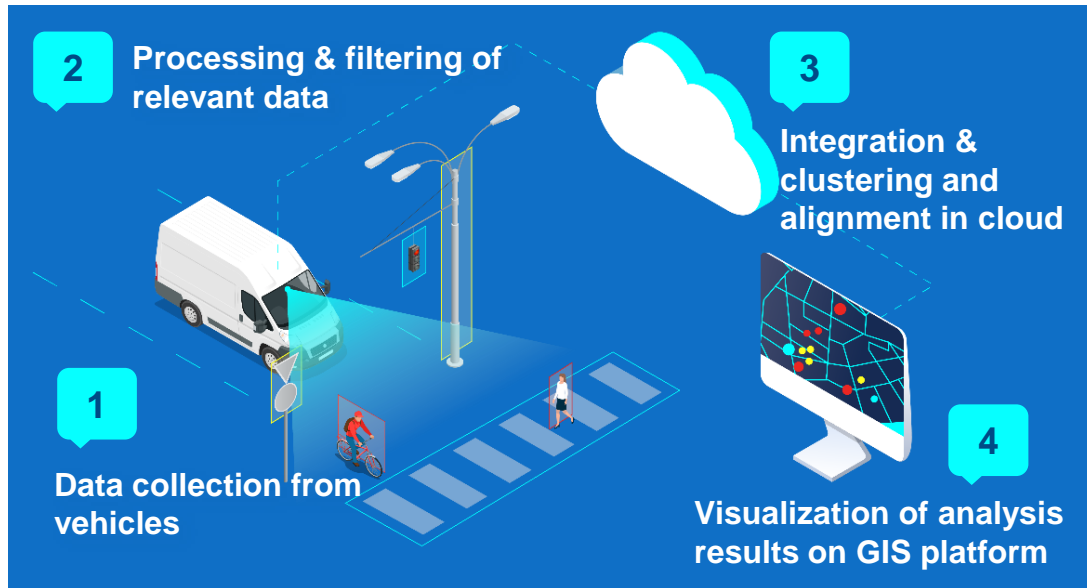 1
Data collection from
vehicles
2
Processing & filtering of
relevant data
3
Integration &
clustering and
alignment in cloud
4
Visualization of analysis
results on GIS platform